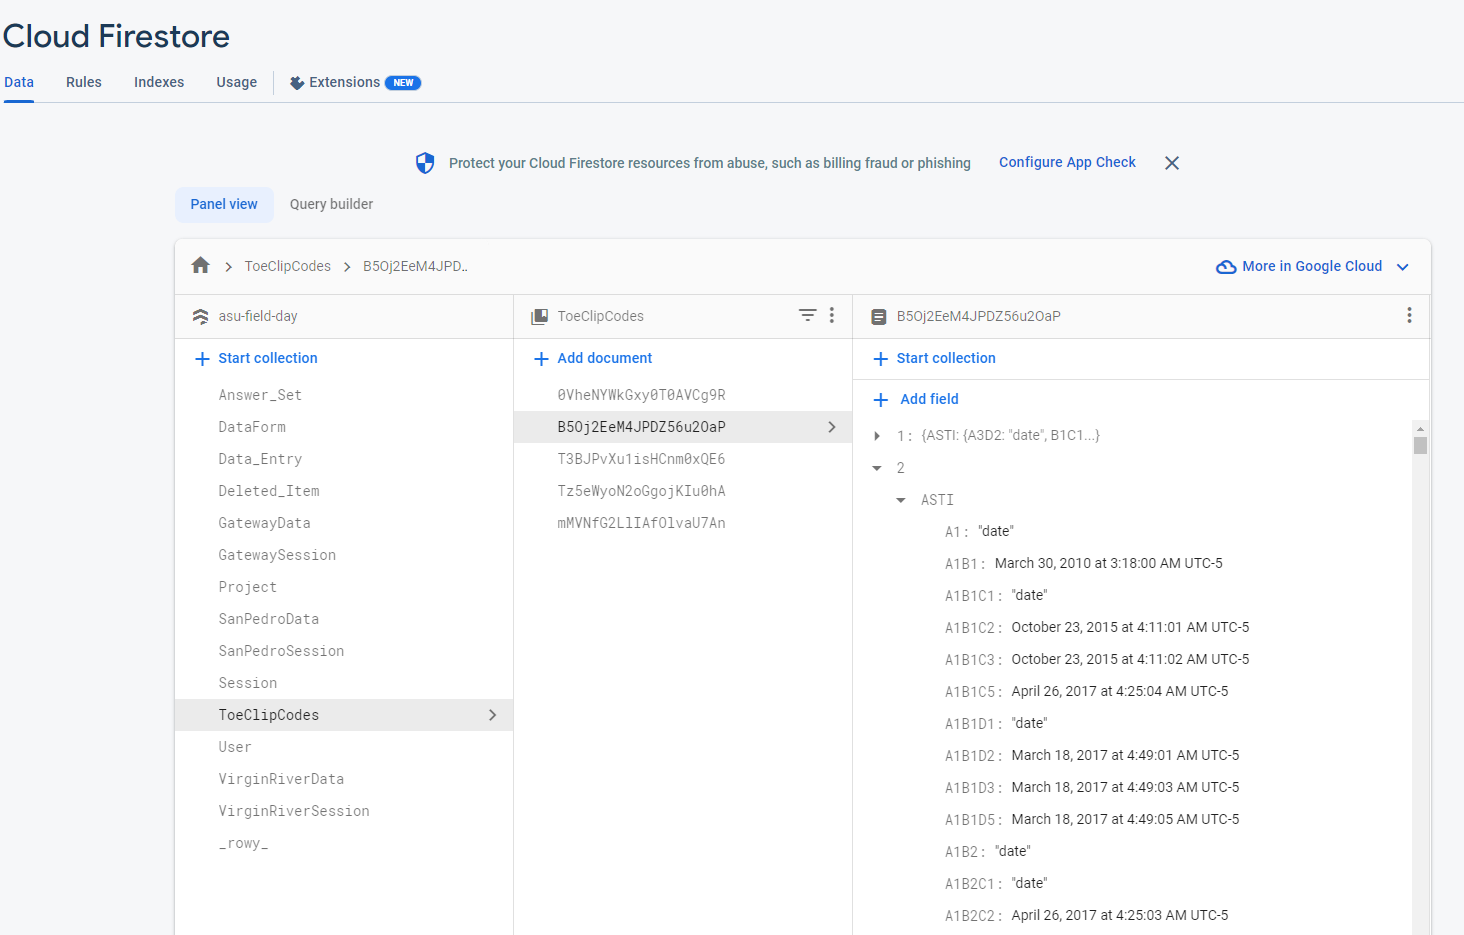 Cloud Firestore
Data Rules Indexes Usage Extensions NEW
Protect your Cloud Firestore resources from abuse, such as billing fraud or phishing Configure App Check
Panel view Query builder
ToeClipCodes B5Oj2EeM4JPD..
More in Google Cloud
asu-field-day
Start collection
Answer_Set
DataForm
Data_Entry
Deleted_Item
GatewayData
GatewaySession
Project
SanPedroData
SanPedroSession
Session
ToeClipCodes
User
VirginRiverData
VirginRiverSession
_rowy_
ToeClipCodes
Add document
0VheNYWkGxy0T0AVCg9R
B5Oj2EeM4JPDZ56u2OaP
T3BJPvXu1isHCnm0xQE6
Tz5eWyoN2oGgojKIu0hA
mMVNfG2LlIAfOlvaU7An
B5Oj2EeM4JPDZ56u2OaP
Start collection
Add field
1: {ASTI: {A3D2: "date", B1C1...}
2
ASTI
A1: "date"
A1B1: March 30, 2010 at 3:18:00 AM UTC-5
A1B1C1: "date"
A1B1C2: October 23, 2015 at 4:11:01 AM UTC-5
A1B1C3: October 23, 2015 at 4:11:02 AM UTC-5
A1B1C5: April 26, 2017 at 4:25:04 AM UTC-5
A1B1D1: "date"
A1B1D2: March 18, 2017 at 4:49:01 AM UTC-5
A1B1D3: March 18, 2017 at 4:49:03 AM UTC-5
A1B1D5: March 18, 2017 at 4:49:05 AM UTC-5
A1B2: "date"
A1B2C1: "date"
A1B2C2: April 26, 2017 at 4:25:03 AM UTC-5